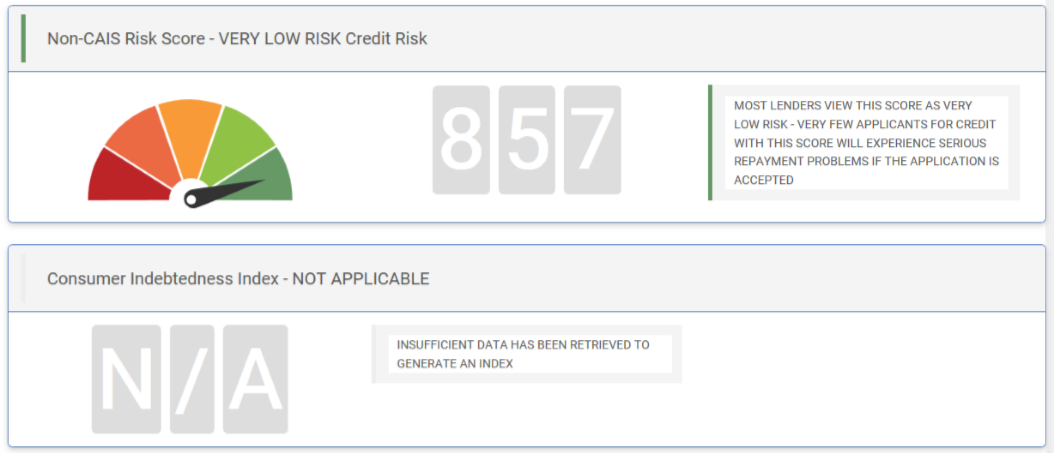 Non-CAIS Risk Score - VERY LOW RISK Credit Risk
857
MOST LENDERS VIEW THIS SCORE AS VERY
LOW RISK - VERY FEW APPLICANTS FOR CREDIT
WITH THIS SCORE WILL EXPERIENCE SERIOUS
REPAYMENT PROBLEMS IF THE APPLICATION IS
ACCEPTED
Consumer Indebtedness Index - NOT APPLICABLE
N/A
INSUFFICIENT DATA HAS BEEN RETRIEVED TO
GENERATE AN INDEX